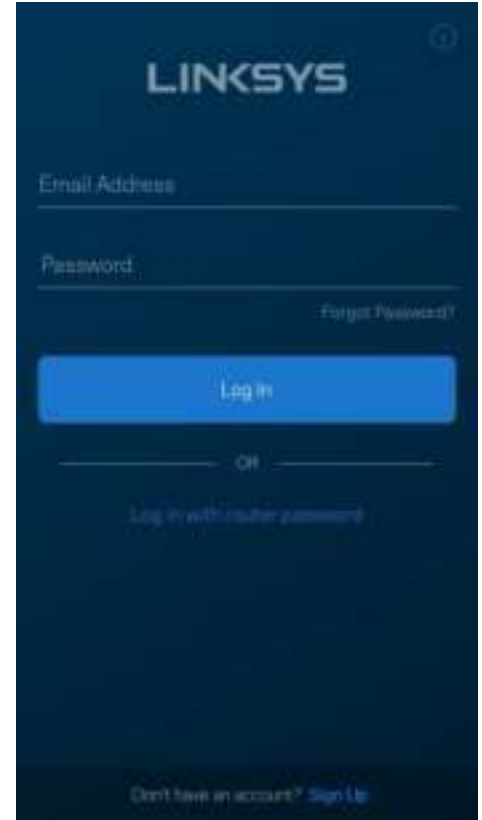 LINKSYS
Email Address
Password
Forgot Password?
Log In
OR
Log in with router password
Don't have an account? Sign Up